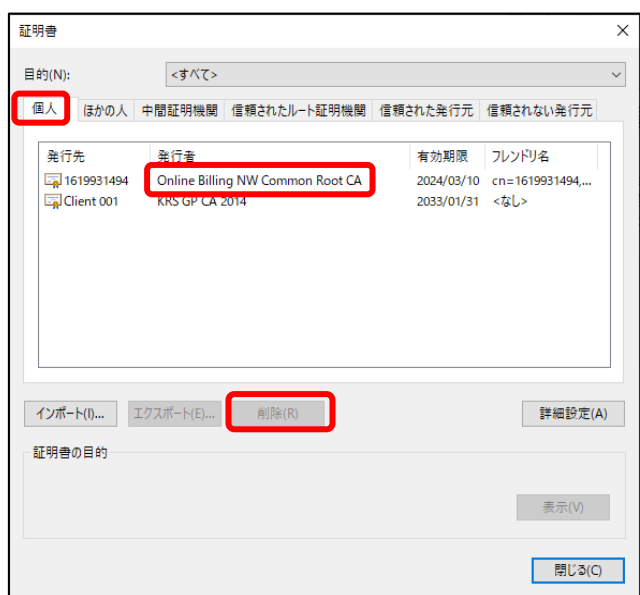 証明書
目的(N): <すべて>
個人 ほかの人 中間証明機関 信頼されたルート証明機関 信頼された発行元 信頼されない発行元
発行先 発行者 有効期限 フレンドリ名
1619931494 Online Billing NW Common Root CA 2024/03/10 cn=1619931494,...
Client 001 KRS GP CA 2014 2033/01/31 <なし>
インポート(I)... エクスポート(E)... 削除(R) 詳細設定(A)
証明書の目的
表示(V)
閉じる(C)